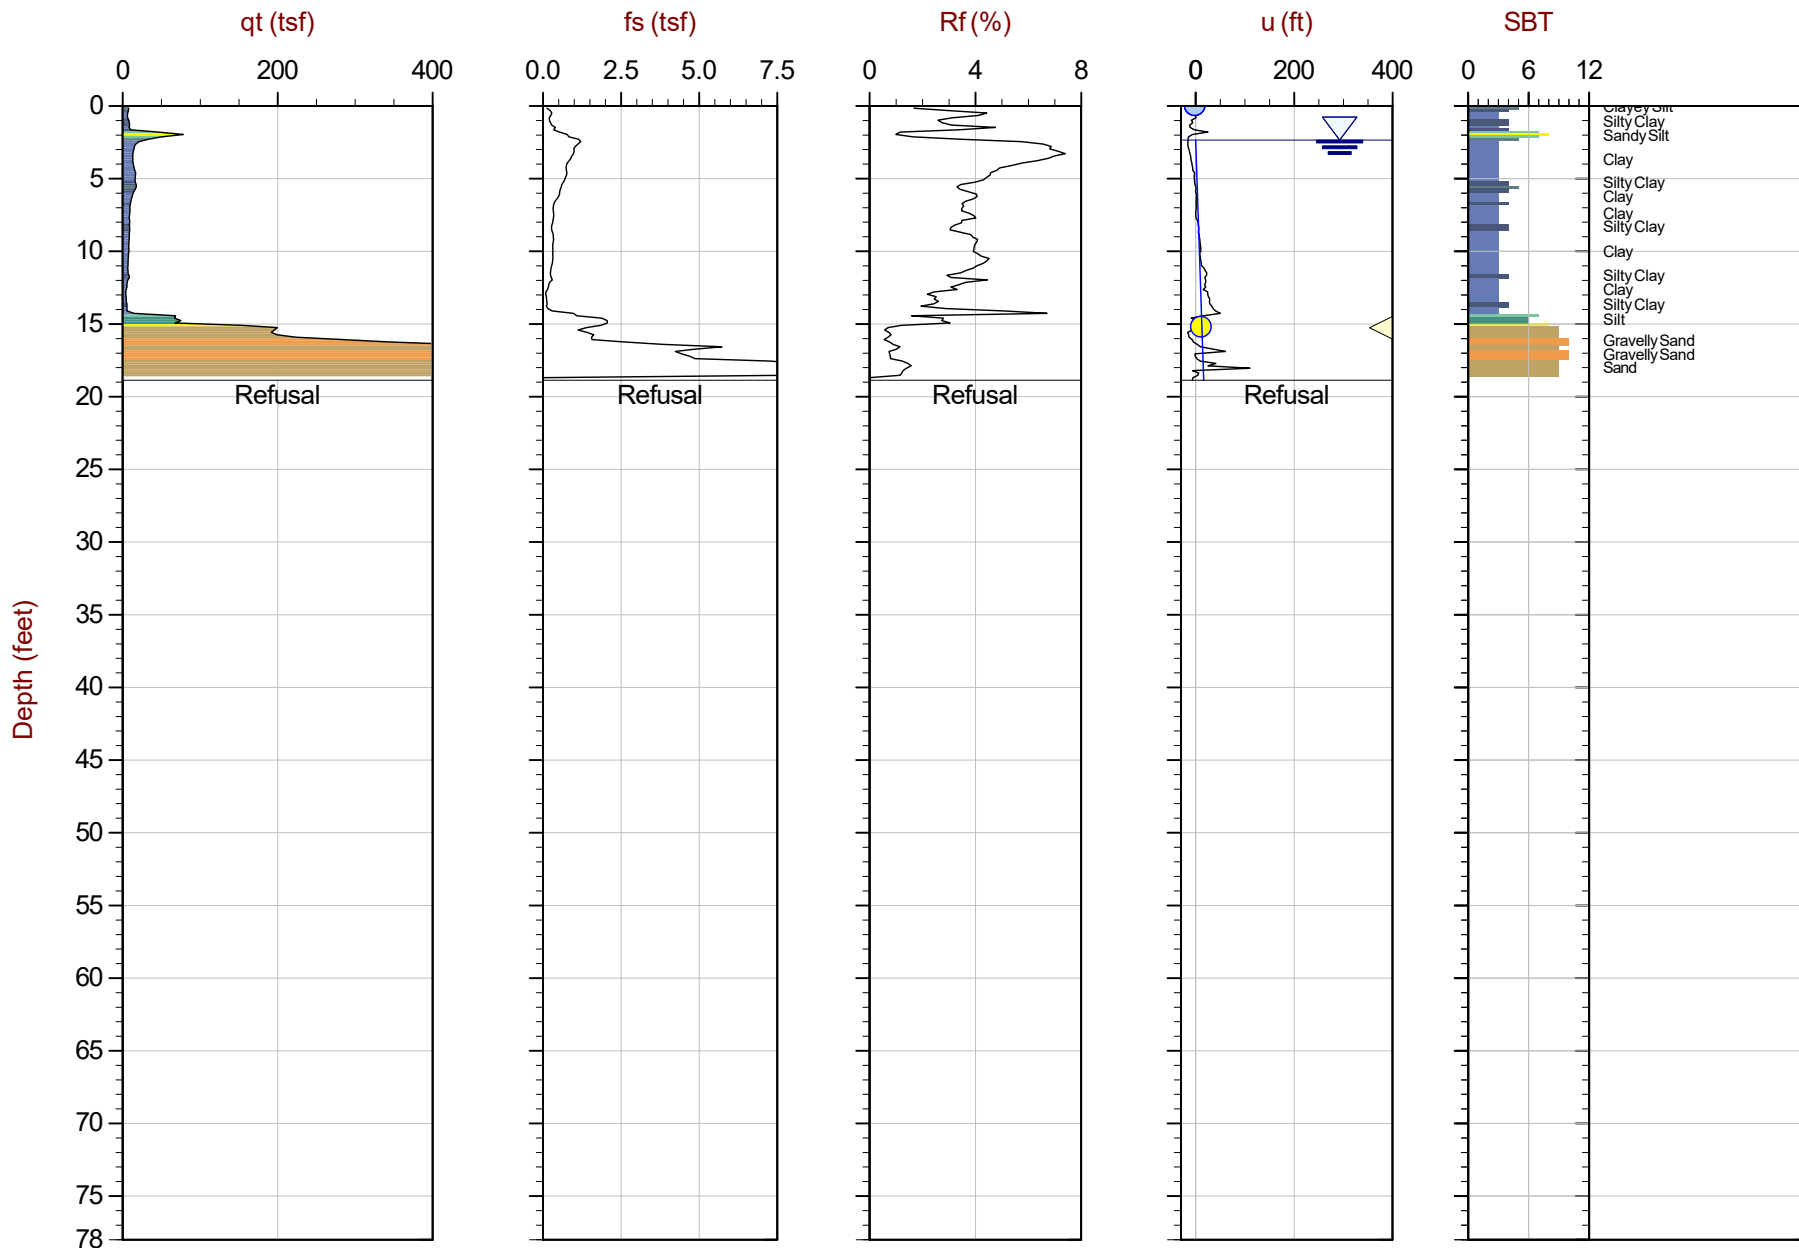 qt (tsf) fs (tsf) Rf (%) u (ft) SBT
0 200 400 0.0 2.5 5.0 7.5 0 4 8 0 0 200 400 0 6 12
0
5
10
15
20
25
30
35
40
45
50
55
60
65
70
75
78
Depth (feet)
Clayey Silt
Silty Clay
Sandy Silt
Clay
Silty Clay
Clay
Clay
Silty Clay
Clay
Silty Clay
Clay
Silty Clay
Silt
Gravelly Sand
Gravelly Sand
Sand
Refusal Refusal Refusal Refusal